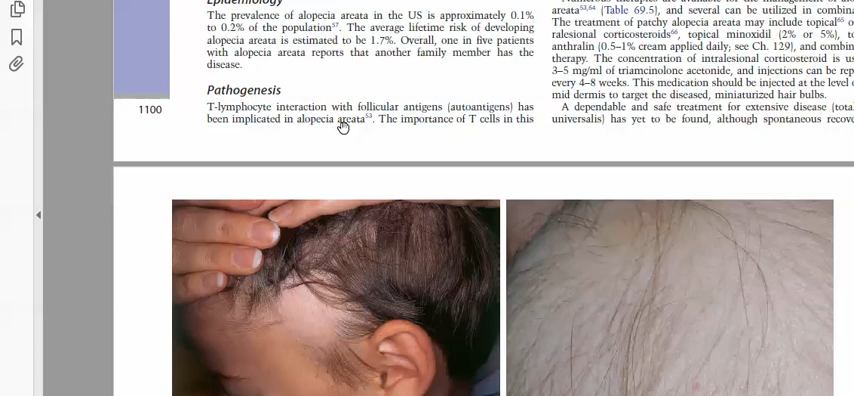 Epidemiology
The prevalence of alopecia areata in the US is approximately 0.1%
to 0.2% of the population57. The average lifetime risk of developing
alopecia areata is estimated to be 1.7%. Overall, one in five patients
with alopecia areata reports that another family member has the
disease.
Pathogenesis
T-lymphocyte interaction with follicular antigens (autoantigens) has
been implicated in alopecia areata53. The importance of T cells in this
1100
areata53,64 (Table 69.5), and several can be utilized in combina
The treatment of patchy alopecia areata may include topical65 o
ralesional corticosteroids66, topical minoxidil (2% or 5%), to
anthralin (0.5–1% cream applied daily; see Ch. 129), and combin
therapy. The concentration of intralesional corticosteroid is us
3–5 mg/ml of triamcinolone acetonide, and injections can be rep
every 4–8 weeks. This medication should be injected at the level o
mid dermis to target the diseased, miniaturized hair bulbs.
A dependable and safe treatment for extensive disease (total
universalis) has yet to be found, although spontaneous recove